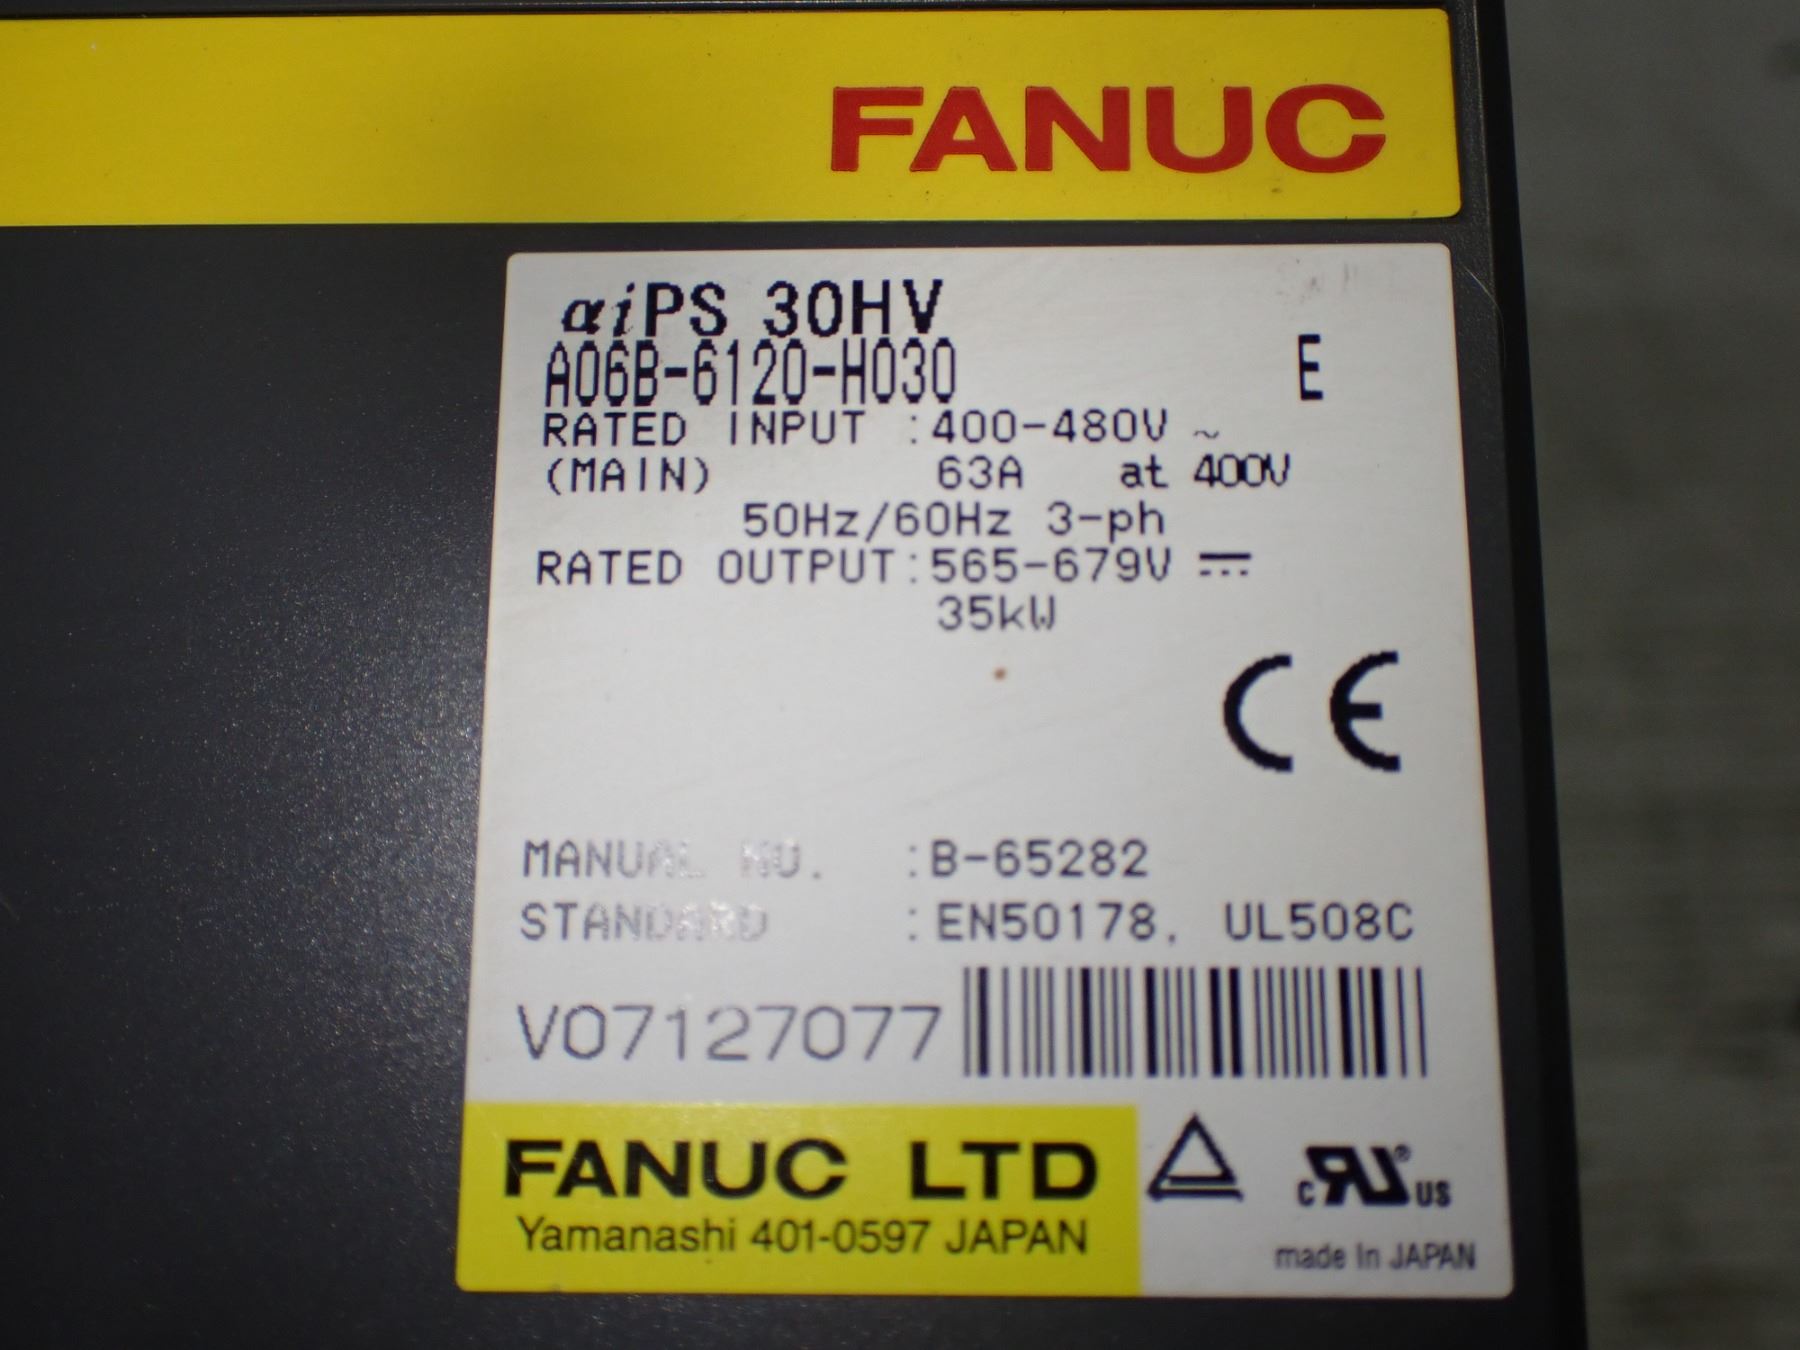 FANUC
αiPS 30HV
A06B-6120-H030 E
RATED INPUT :400-480V ~
(MAIN) 63A at 400V
50Hz/60Hz 3-ph
RATED OUTPUT:565-679V ⎓
35kW
CE
MANUAL NO. :B-65282
STANDARD :EN50178, UL508C
V07127077
FANUC LTD
Yamanashi 401-0597 JAPAN
c RU® US
made in JAPAN